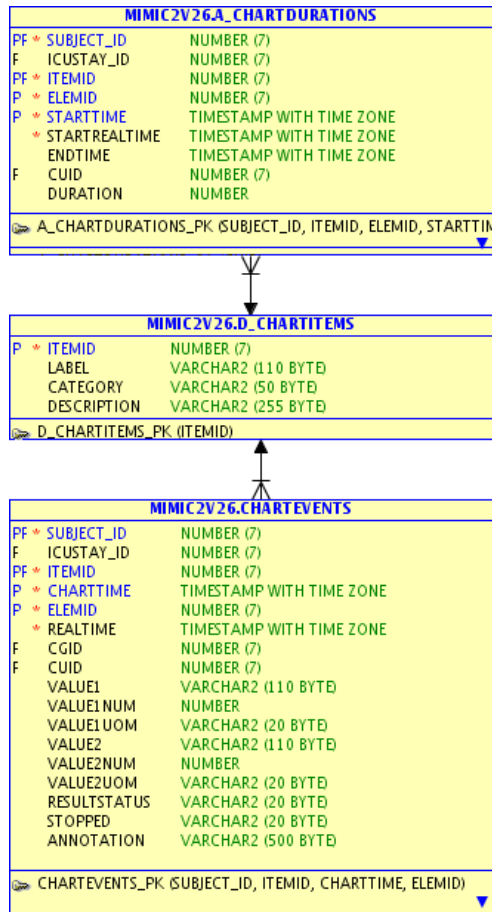 MIMIC2V26.A_CHARTDURATIONS
PF * SUBJECT_ID NUMBER (7)
F ICUSTAY_ID NUMBER (7)
PF * ITEMID NUMBER (7)
P * ELEMID NUMBER (7)
P * STARTTIME TIMESTAMP WITH TIME ZONE
* STARTREALTIME TIMESTAMP WITH TIME ZONE
ENDTIME TIMESTAMP WITH TIME ZONE
F CUID NUMBER (7)
DURATION NUMBER
A_CHARTDURATIONS_PK (SUBJECT_ID, ITEMID, ELEMID, STARTTIM
MIMIC2V26.D_CHARTITEMS
P * ITEMID NUMBER (7)
LABEL VARCHAR2 (110 BYTE)
CATEGORY VARCHAR2 (50 BYTE)
DESCRIPTION VARCHAR2 (255 BYTE)
D_CHARTITEMS_PK (ITEMID)
MIMIC2V26.CHARTEVENTS
PF * SUBJECT_ID NUMBER (7)
F ICUSTAY_ID NUMBER (7)
PF * ITEMID NUMBER (7)
P * CHARTTIME TIMESTAMP WITH TIME ZONE
P * ELEMID NUMBER (7)
* REALTIME TIMESTAMP WITH TIME ZONE
F CGID NUMBER (7)
F CUID NUMBER (7)
VALUE1 VARCHAR2 (110 BYTE)
VALUE1NUM NUMBER
VALUE1UOM VARCHAR2 (20 BYTE)
VALUE2 VARCHAR2 (110 BYTE)
VALUE2NUM NUMBER
VALUE2UOM VARCHAR2 (20 BYTE)
RESULTSTATUS VARCHAR2 (20 BYTE)
STOPPED VARCHAR2 (20 BYTE)
ANNOTATION VARCHAR2 (500 BYTE)
CHARTEVENTS_PK (SUBJECT_ID, ITEMID, CHARTTIME, ELEMID)